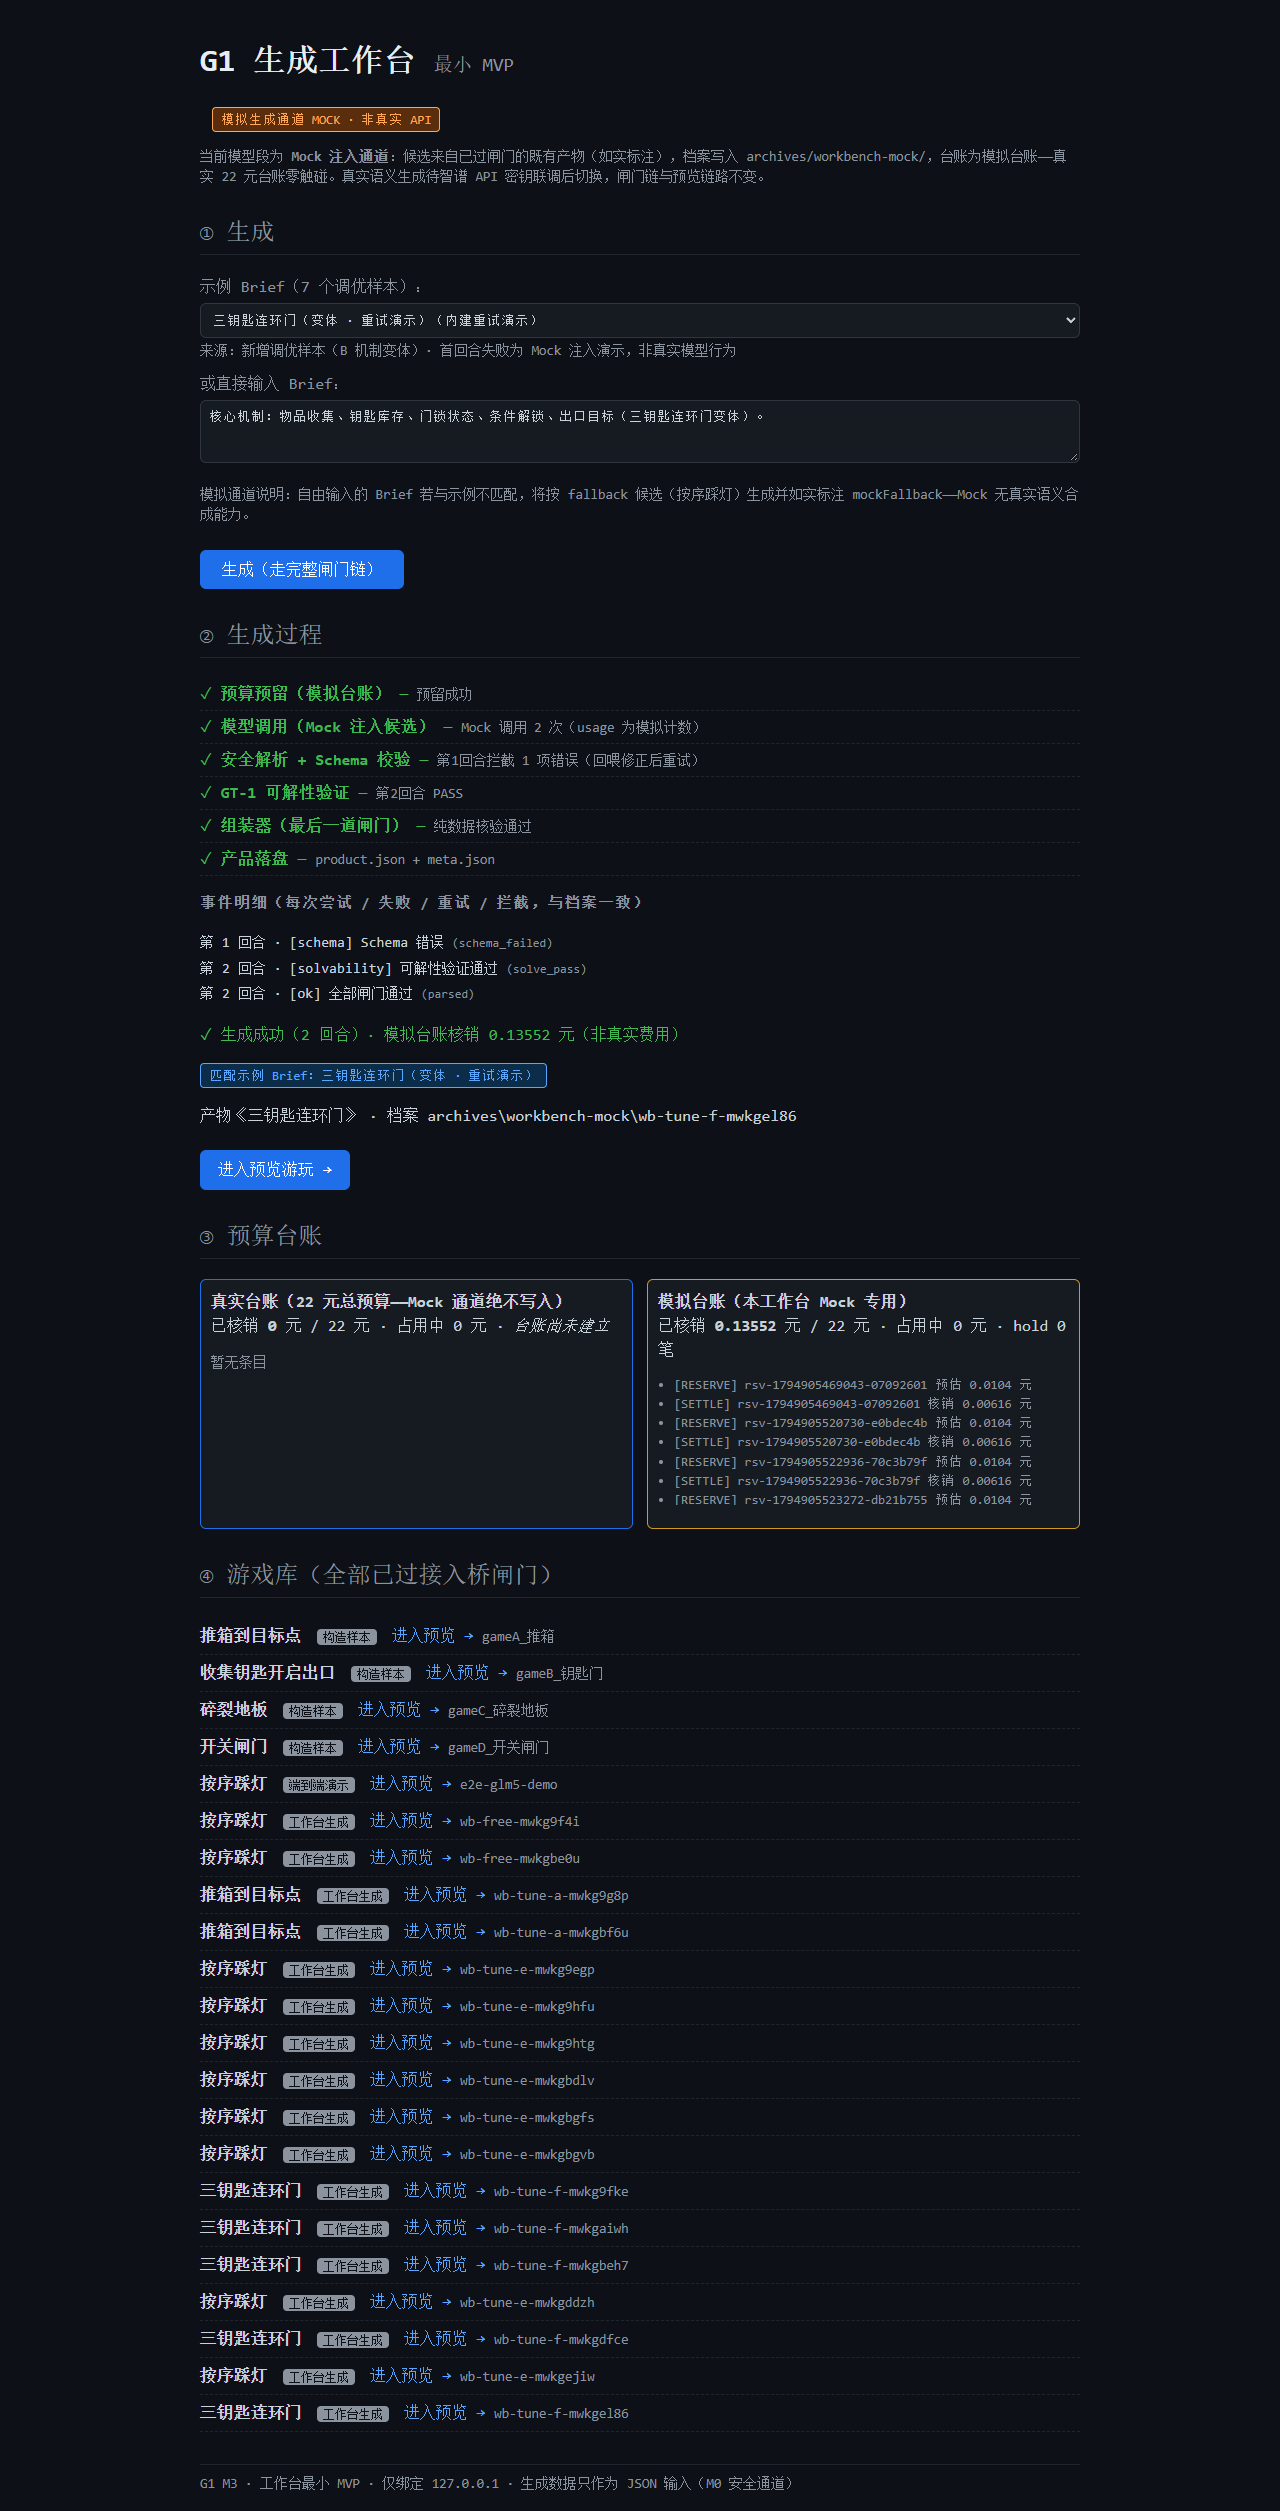 G1 生成工作台 最小 MVP
模拟生成通道 MOCK · 非真实 API
当前模型段为 Mock 注入通道：候选来自已过闸门的既有产物（如实标注），档案写入 archives/workbench-mock/，台账为模拟台账——真
实 22 元台账零触碰。真实语义生成待智谱 API 密钥联调后切换，闸门链与预览链路不变。
① 生成
示例 Brief（7 个调优样本）：
三钥匙连环门（变体 · 重试演示）（内建重试演示）
来源：新增调优样本（B 机制变体）· 首回合失败为 Mock 注入演示，非真实模型行为
或直接输入 Brief：
核心机制：物品收集、钥匙库存、门锁状态、条件解锁、出口目标（三钥匙连环门变体）。
模拟通道说明：自由输入的 Brief 若与示例不匹配，将按 fallback 候选（按序踩灯）生成并如实标注 mockFallback——Mock 无真实语义合
成能力。
生成（走完整闸门链）
② 生成过程
✓ 预算预留（模拟台账） — 预留成功
✓ 模型调用（Mock 注入候选） — Mock 调用 2 次（usage 为模拟计数）
✓ 安全解析 + Schema 校验 — 第1回合拦截 1 项错误（回喂修正后重试）
✓ GT-1 可解性验证 — 第2回合 PASS
✓ 组装器（最后一道闸门） — 纯数据核验通过
✓ 产品落盘 — product.json + meta.json
事件明细（每次尝试 / 失败 / 重试 / 拦截，与档案一致）
第 1 回合 · [schema] Schema 错误 (schema_failed)
第 2 回合 · [solvability] 可解性验证通过 (solve_pass)
第 2 回合 · [ok] 全部闸门通过 (parsed)
✓ 生成成功（2 回合）· 模拟台账核销 0.13552 元（非真实费用）
匹配示例 Brief：三钥匙连环门（变体 · 重试演示）
产物《三钥匙连环门》 · 档案 archives\workbench-mock\wb-tune-f-mwkgel86
进入预览游玩 →
③ 预算台账
真实台账（22 元总预算——Mock 通道绝不写入）
已核销 0 元 / 22 元 · 占用中 0 元 · 台账尚未建立
暂无条目
模拟台账（本工作台 Mock 专用）
已核销 0.13552 元 / 22 元 · 占用中 0 元 · hold 0
笔
• [RESERVE] rsv-1794905469043-07092601 预估 0.0104 元
• [SETTLE] rsv-1794905469043-07092601 核销 0.00616 元
• [RESERVE] rsv-1794905520730-e0bdec4b 预估 0.0104 元
• [SETTLE] rsv-1794905520730-e0bdec4b 核销 0.00616 元
• [RESERVE] rsv-1794905522936-70c3b79f 预估 0.0104 元
• [SETTLE] rsv-1794905522936-70c3b79f 核销 0.00616 元
• [RESERVE] rsv-1794905523272-db21b755 预估 0.0104 元
④ 游戏库（全部已过接入桥闸门）
推箱到目标点 构造样本 进入预览 → gameA_推箱
收集钥匙开启出口 构造样本 进入预览 → gameB_钥匙门
碎裂地板 构造样本 进入预览 → gameC_碎裂地板
开关闸门 构造样本 进入预览 → gameD_开关闸门
按序踩灯 端到端演示 进入预览 → e2e-glm5-demo
按序踩灯 工作台生成 进入预览 → wb-free-mwkg9f4i
按序踩灯 工作台生成 进入预览 → wb-free-mwkgbe0u
推箱到目标点 工作台生成 进入预览 → wb-tune-a-mwkg9g8p
推箱到目标点 工作台生成 进入预览 → wb-tune-a-mwkgbf6u
按序踩灯 工作台生成 进入预览 → wb-tune-e-mwkg9egp
按序踩灯 工作台生成 进入预览 → wb-tune-e-mwkg9hfu
按序踩灯 工作台生成 进入预览 → wb-tune-e-mwkg9htg
按序踩灯 工作台生成 进入预览 → wb-tune-e-mwkgbdlv
按序踩灯 工作台生成 进入预览 → wb-tune-e-mwkgbgfs
按序踩灯 工作台生成 进入预览 → wb-tune-e-mwkgbgvb
三钥匙连环门 工作台生成 进入预览 → wb-tune-f-mwkg9fke
三钥匙连环门 工作台生成 进入预览 → wb-tune-f-mwkgaiwh
三钥匙连环门 工作台生成 进入预览 → wb-tune-f-mwkgbeh7
按序踩灯 工作台生成 进入预览 → wb-tune-e-mwkgddzh
三钥匙连环门 工作台生成 进入预览 → wb-tune-f-mwkgdfce
按序踩灯 工作台生成 进入预览 → wb-tune-e-mwkgejiw
三钥匙连环门 工作台生成 进入预览 → wb-tune-f-mwkgel86
G1 M3 · 工作台最小 MVP · 仅绑定 127.0.0.1 · 生成数据只作为 JSON 输入（M0 安全通道）